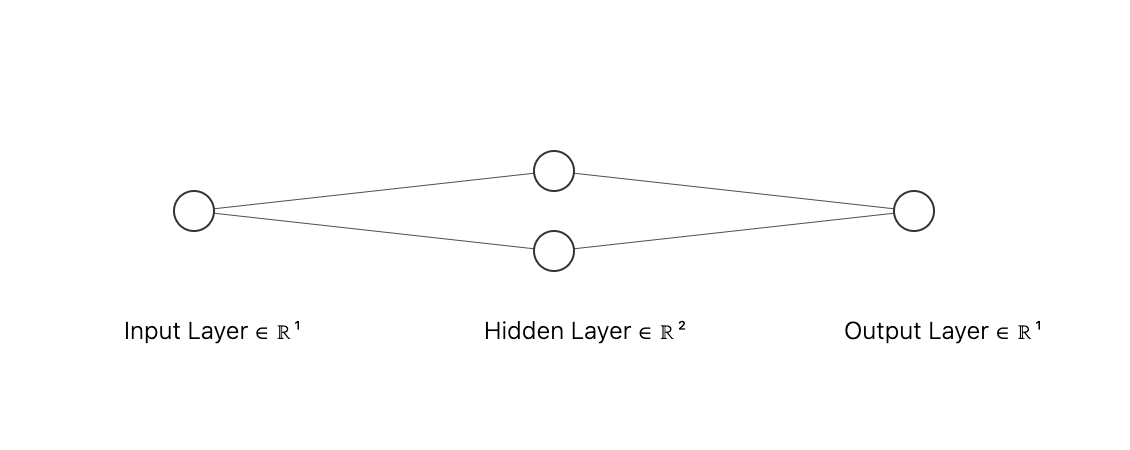 Input Layer ∈ ℝ¹
Hidden Layer ∈ ℝ²
Output Layer ∈ ℝ¹